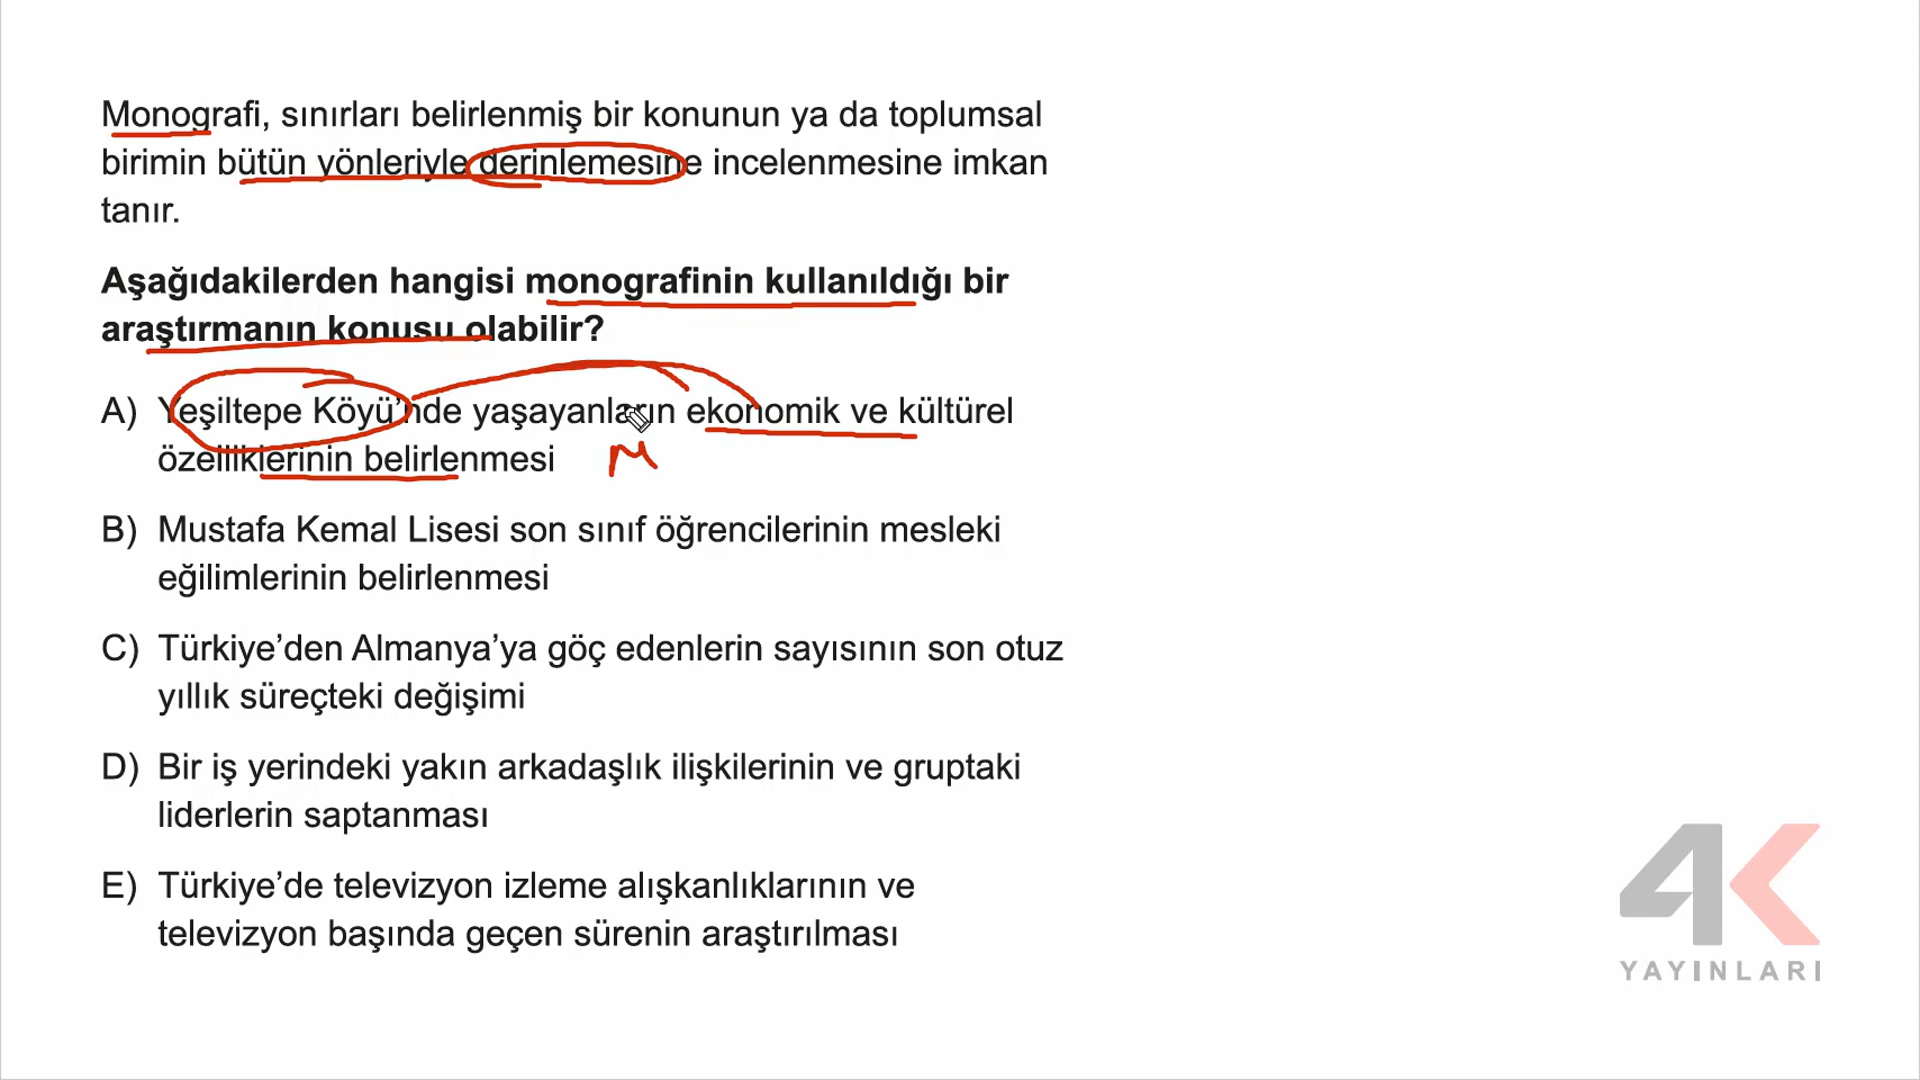 Monografi, sınırları belirlenmiş bir konunun ya da toplumsal
birimin bütün yönleriyle derinlemesine incelenmesine imkan
tanır.
Aşağıdakilerden hangisi monografinin kullanıldığı bir
araştırmanın konusu olabilir?
A) Yeşiltepe Köyü’nde yaşayanların ekonomik ve kültürel
özelliklerinin belirlenmesi
M
B) Mustafa Kemal Lisesi son sınıf öğrencilerinin mesleki
eğilimlerinin belirlenmesi
C) Türkiye’den Almanya’ya göç edenlerin sayısının son otuz
yıllık süreçteki değişimi
D) Bir iş yerindeki yakın arkadaşlık ilişkilerinin ve gruptaki
liderlerin saptanması
E) Türkiye’de televizyon izleme alışkanlıklarının ve
televizyon başında geçen sürenin araştırılması
4K
YAYINLARI